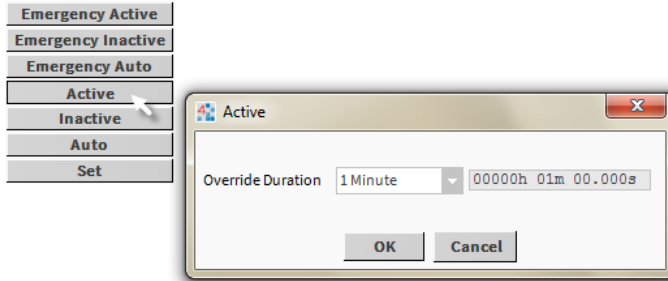 Emergency Active
Emergency Inactive
Emergency Auto
Active
Inactive
Auto
Set
Active
Override Duration 1 Minute 00000h 01m 00.000s
OK Cancel